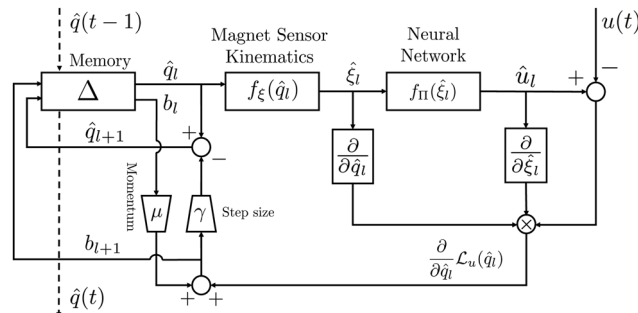 q̂(t−1)
Magnet Sensor
Kinematics
Neural
Network
u(t)
Memory
q̂_l
ξ̂_l
û_l
−
+
Δ
f_ξ(q̂_l)
f_Π(ξ̂_l)
b_l
q̂_{l+1}
+
−
∂/∂q̂_l
∂/∂ξ̂_l
Momentum
μ
γ
Step size
×
b_{l+1}
∂/∂q̂_l ℒ_u(q̂_l)
+
+
q̂(t)